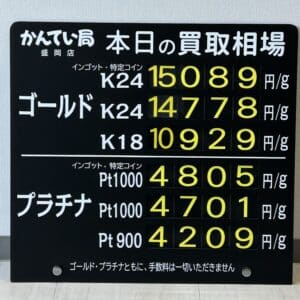 かんてい局
盛岡店
本日の買取相場
インゴット・特定コイン
K24 15089 円/g
ゴールド K24 14778 円/g
K18 10929 円/g
インゴット・特定コイン
Pt1000 4805 円/g
プラチナ Pt1000 4701 円/g
Pt900 4209 円/g
ゴールド・プラチナともに、手数料は一切いただきません